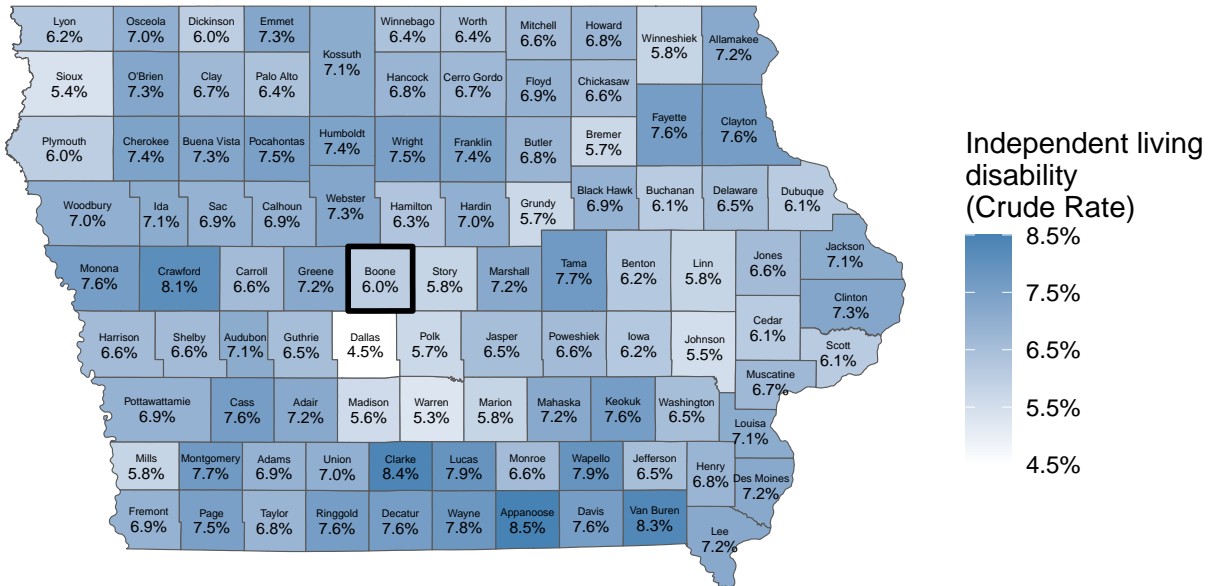 Lyon Osceola Dickinson Emmet Winnebago Worth Mitchell Howard Winneshiek Allamakee
6.2% 7.0% 6.0% 7.3% 6.4% 6.4% 6.6% 6.8% 5.8% 7.2%
Kossuth
7.1%
Sioux O'Brien Clay Palo Alto Hancock Cerro Gordo Floyd Chickasaw
5.4% 7.3% 6.7% 6.4% 6.8% 6.7% 6.9% 6.6%
Fayette Clayton
7.6% 7.6%
Plymouth Cherokee Buena Vista Pocahontas Humboldt Wright Franklin Butler Bremer
6.0% 7.4% 7.3% 7.5% 7.4% 7.5% 7.4% 6.8% 5.7%
Woodbury Ida Sac Calhoun Webster Hamilton Hardin Grundy Black Hawk Buchanan Delaware Dubuque
7.0% 7.1% 6.9% 6.9% 7.3% 6.3% 7.0% 5.7% 6.9% 6.1% 6.5% 6.1%
Monona Crawford Carroll Greene Boone Story Marshall Tama Benton Linn Jones Jackson
7.6% 8.1% 6.6% 7.2% 6.0% 5.8% 7.2% 7.7% 6.2% 5.8% 6.6% 7.1%
Clinton
7.3%
Harrison Shelby Audubon Guthrie Dallas Polk Jasper Poweshiek Iowa Johnson Cedar Scott
6.6% 6.6% 7.1% 6.5% 4.5% 5.7% 6.5% 6.6% 6.2% 5.5% 6.1% 6.1%
Muscatine
6.7%
Pottawattamie Cass Adair Madison Warren Marion Mahaska Keokuk Washington Louisa
6.9% 7.6% 7.2% 5.6% 5.3% 5.8% 7.2% 7.6% 6.5% 7.1%
Mills Montgomery Adams Union Clarke Lucas Monroe Wapello Jefferson Henry Des Moines
5.8% 7.7% 6.9% 7.0% 8.4% 7.9% 6.6% 7.9% 6.5% 6.8% 7.2%
Fremont Page Taylor Ringgold Decatur Wayne Appanoose Davis Van Buren Lee
6.9% 7.5% 6.8% 7.6% 7.6% 7.8% 8.5% 7.6% 8.3% 7.2%
Independent living
disability
(Crude Rate)
8.5%
7.5%
6.5%
5.5%
4.5%